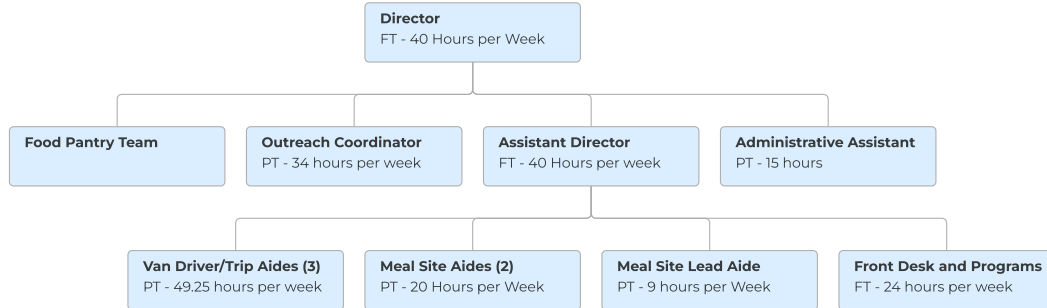 Director
FT - 40 Hours per Week
Food Pantry Team
Outreach Coordinator
PT - 34 hours per week
Assistant Director
FT - 40 Hours per week
Administrative Assistant
PT - 15 hours
Van Driver/Trip Aides (3)
PT - 49.25 hours per week
Meal Site Aides (2)
PT - 20 Hours per Week
Meal Site Lead Aide
PT - 9 hours per Week
Front Desk and Programs
FT - 24 hours per week